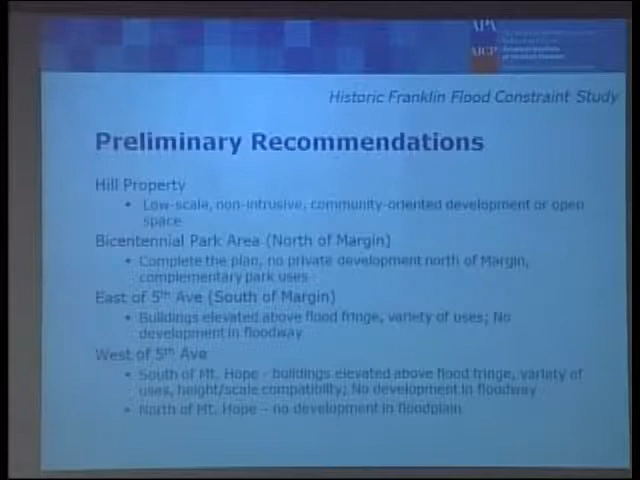 APA
AICP
Historic Franklin Flood Constraint Study
Preliminary Recommendations
Hill Property
• Low-scale, non-intrusive, community-oriented development or open
space
Bicentennial Park Area (North of Margin)
• Complete the plan, no private development north of Margin,
complementary park uses
East of 5th Ave (South of Margin)
• Buildings elevated above flood fringe, variety of uses; No
development in floodway
West of 5th Ave
• South of Mt. Hope - buildings elevated above flood fringe, variety of
uses, height/scale compatibility; No development in floodway
• North of Mt. Hope – no development in floodplain